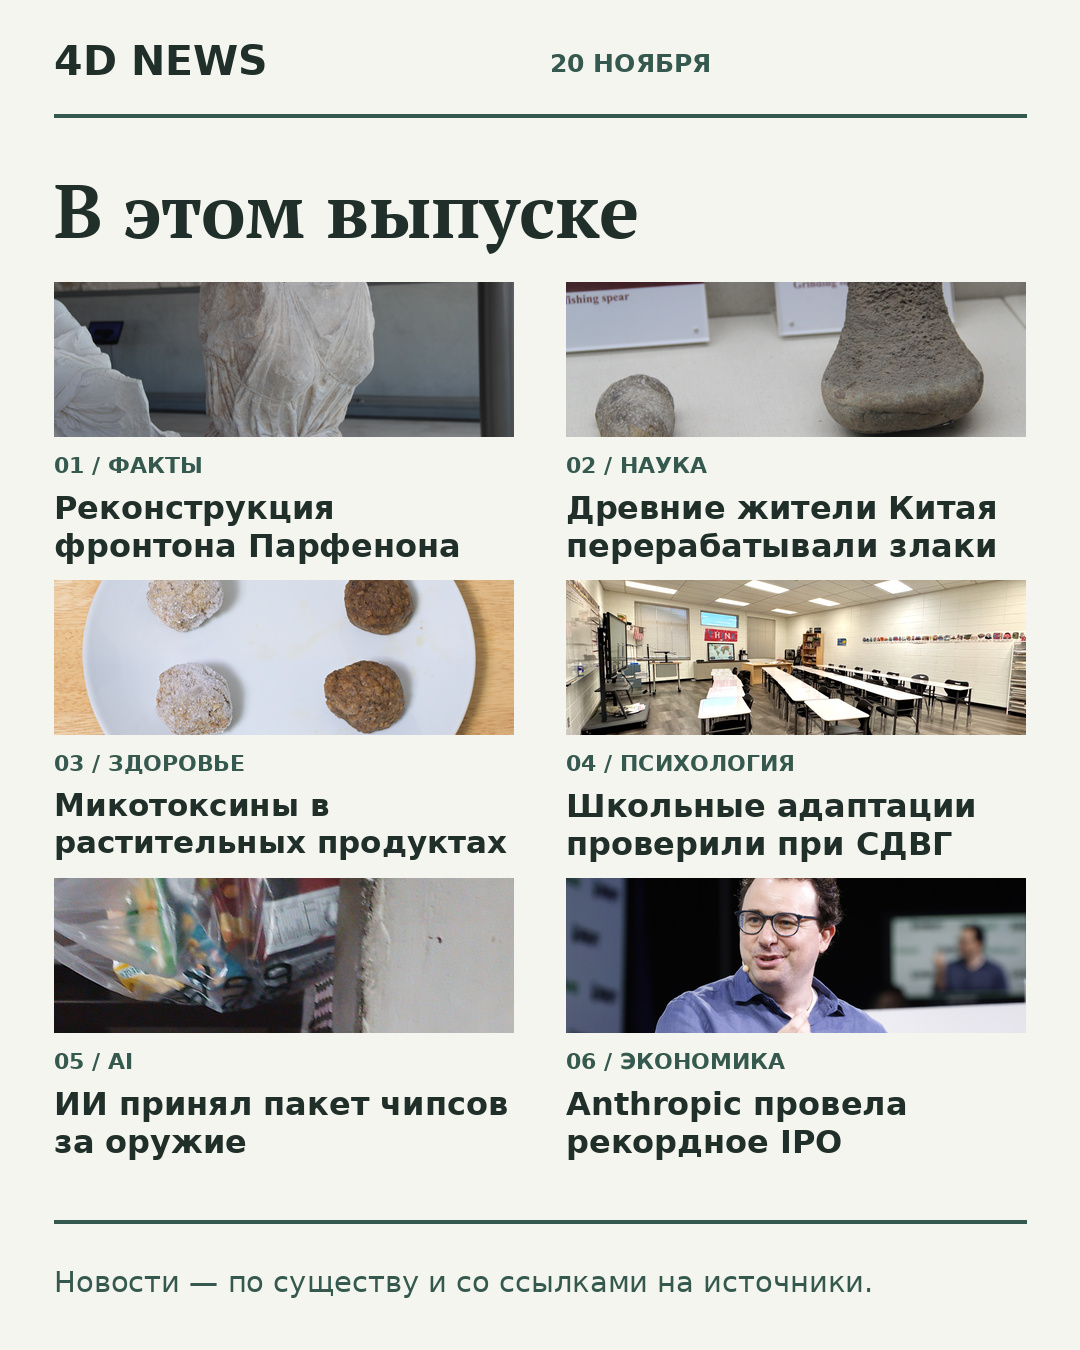 4D NEWS
20 НОЯБРЯ
В этом выпуске
fishing spear
01 / ФАКТЫ
Реконструкция
фронтона Парфенона
02 / НАУКА
Древние жители Китая
перерабатывали злаки
03 / ЗДОРОВЬЕ
Микотоксины в
растительных продуктах
04 / ПСИХОЛОГИЯ
Школьные адаптации
проверили при СДВГ
05 / AI
ИИ принял пакет чипсов
за оружие
06 / ЭКОНОМИКА
Anthropic провела
рекордное IPO
Новости — по существу и со ссылками на источники.